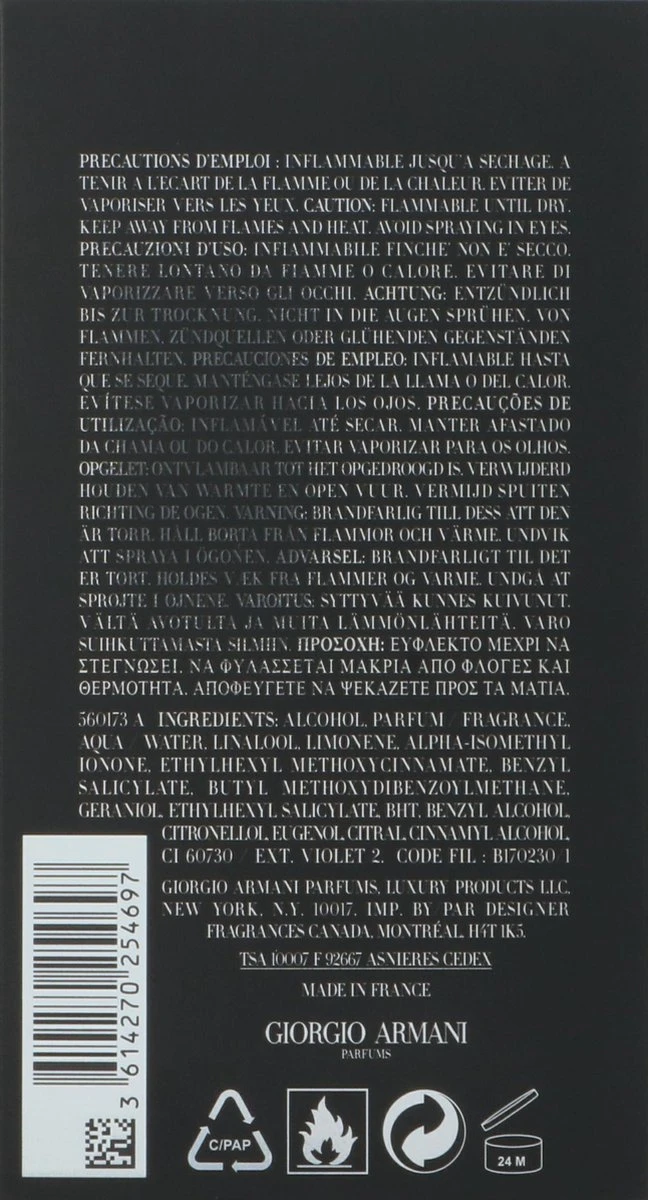 PRECAUTIONS D'EMPLOI : INFLAMMABLE JUSQU'A SECHAGE. A
TENIR A L'ECART DE LA FLAMME OU DE LA CHALEUR. EVITER DE
VAPORISER VERS LES YEUX. CAUTION: FLAMMABLE UNTIL DRY.
KEEP AWAY FROM FLAMES AND HEAT. AVOID SPRAYING IN EYES.
PRECAUZIONI D'USO: INFIAMMABILE FINCHE' NON E' SECCO.
TENERE LONTANO DA FIAMME O CALORE. EVITARE DI
VAPORIZZARE VERSO GLI OCCHI. ACHTUNG: ENTZÜNDLICH
BIS ZUR TROCKNUNG. NICHT IN DIE AUGEN SPRÜHEN. VON
FLAMMEN, ZÜNDQUELLEN ODER GLÜHENDEN GEGENSTÄNDEN
FERNHALTEN. PRECAUCIONES DE EMPLEO: INFLAMABLE HASTA
QUE SE SEQUE. MANTÉNGASE LEJOS DE LA LLAMA O DEL CALOR.
EVÍTESE VAPORIZAR HACIA LOS OJOS. PRECAUÇÕES DE
UTILIZAÇÃO: INFLAMÁVEL ATÉ SECAR. MANTER AFASTADO
DA CHAMA OU DO CALOR. EVITAR VAPORIZAR PARA OS OLHOS.
OPGELET: ONTVLAMBAAR TOT HET OPGEDROOGD IS. VERWIJDERD
HOUDEN VAN WARMTE EN OPEN VUUR. VERMIJD SPUITEN
RICHTING DE OGEN. VARNING: BRANDFARLIG TILL DESS ATT DEN
ÄR TORR. HÅLL BORTA FRÅN FLAMMOR OCH VÄRME. UNDVIK
ATT SPRAYA I ÖGONEN. ADVARSEL: BRANDFARLIGT TIL DET
ER TORT. HOLDES VÆK FRA FLAMMER OG VARME. UNDGÅ AT
SPROJTE I OJNENE. VAROITUS: SYTTYVÄÄ KUNNES KUIVUNUT.
VÄLTÄ AVOTULTA JA MUITA LÄMMÖNLÄHTEITÄ. VARO
SUIHKUTTAMASTA SILMIIN. ΠΡΟΣΟΧΗ: ΕΥΦΛΕΚΤΟ ΜΕΧΡΙ ΝΑ
ΣΤΕΓΝΩΣΕΙ. ΝΑ ΦΥΛΑΣΣΕΤΑΙ ΜΑΚΡΙΑ ΑΠΟ ΦΛΟΓΕΣ ΚΑΙ
ΘΕΡΜΟΤΗΤΑ. ΑΠΟΦΕΥΓΕΤΕ ΝΑ ΨΕΚΑΖΕΤΕ ΠΡΟΣ ΤΑ ΜΑΤΙΑ.
560173 A INGREDIENTS: ALCOHOL, PARFUM / FRAGRANCE,
AQUA / WATER, LINALOOL, LIMONENE, ALPHA-ISOMETHYL
IONONE, ETHYLHEXYL METHOXYCINNAMATE, BENZYL
SALICYLATE, BUTYL METHOXYDIBENZOYLMETHANE,
GERANIOL, ETHYLHEXYL SALICYLATE, BHT, BENZYL ALCOHOL,
CITRONELLOL, EUGENOL, CITRAL, CINNAMYL ALCOHOL,
CI 60730 / EXT. VIOLET 2. CODE FIL : B170230/1
GIORGIO ARMANI PARFUMS, LUXURY PRODUCTS LLC,
NEW YORK, N.Y. 10017. IMP. BY/PAR DESIGNER
FRAGRANCES CANADA, MONTRÉAL, H4T 1K5.
TSA 10007 F 92667 ASNIERES CEDEX
MADE IN FRANCE
GIORGIO ARMANI
PARFUMS
3 614270 254697
C/PAP
24 M